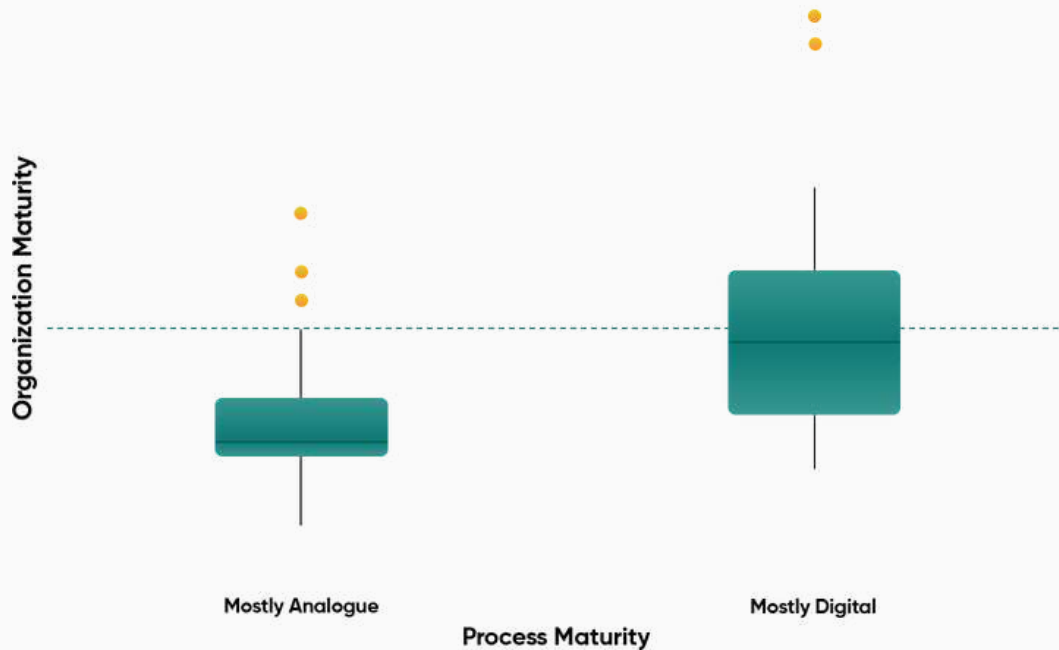 Organization Maturity
Mostly Analogue
Mostly Digital
Process Maturity